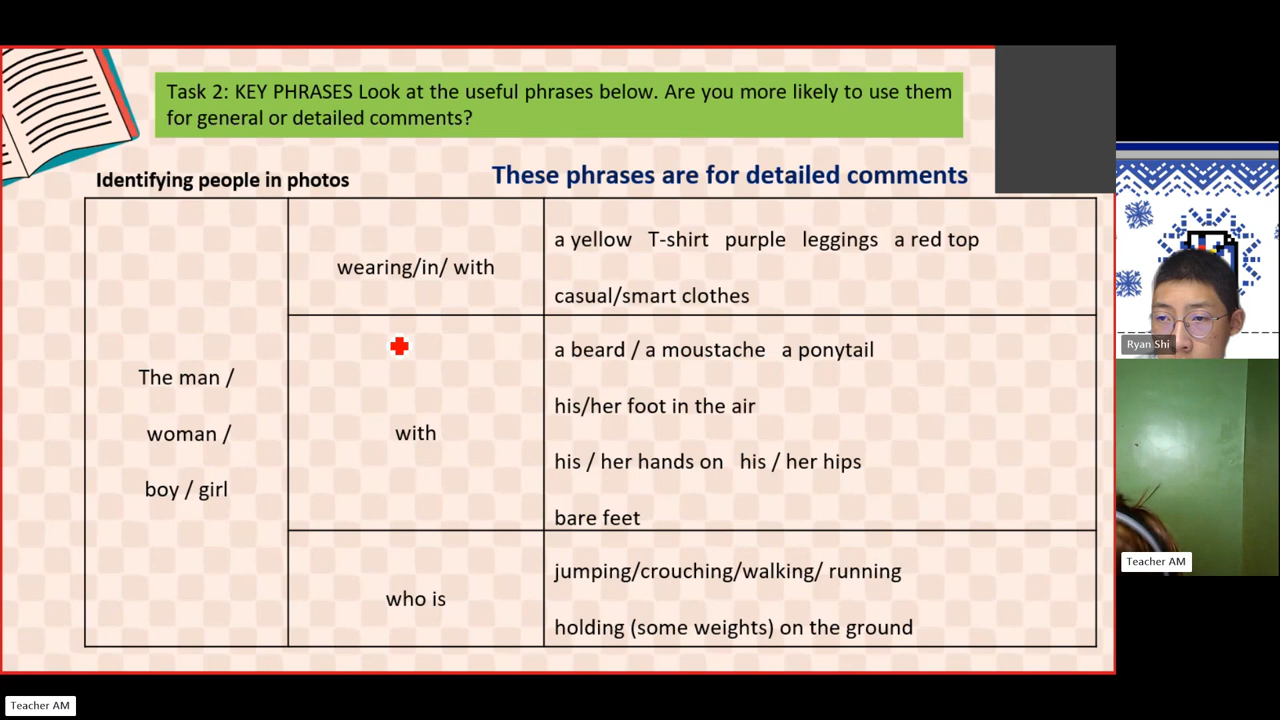 Task 2: KEY PHRASES Look at the useful phrases below. Are you more likely to use them
for general or detailed comments?
Identifying people in photos
These phrases are for detailed comments
The man /
woman /
boy / girl
wearing/in/ with
a yellow T-shirt purple leggings a red top
casual/smart clothes
with
a beard / a moustache a ponytail
his/her foot in the air
his / her hands on his / her hips
bare feet
who is
jumping/crouching/walking/ running
holding (some weights) on the ground
Ryan Shi
Teacher AM
Teacher AM